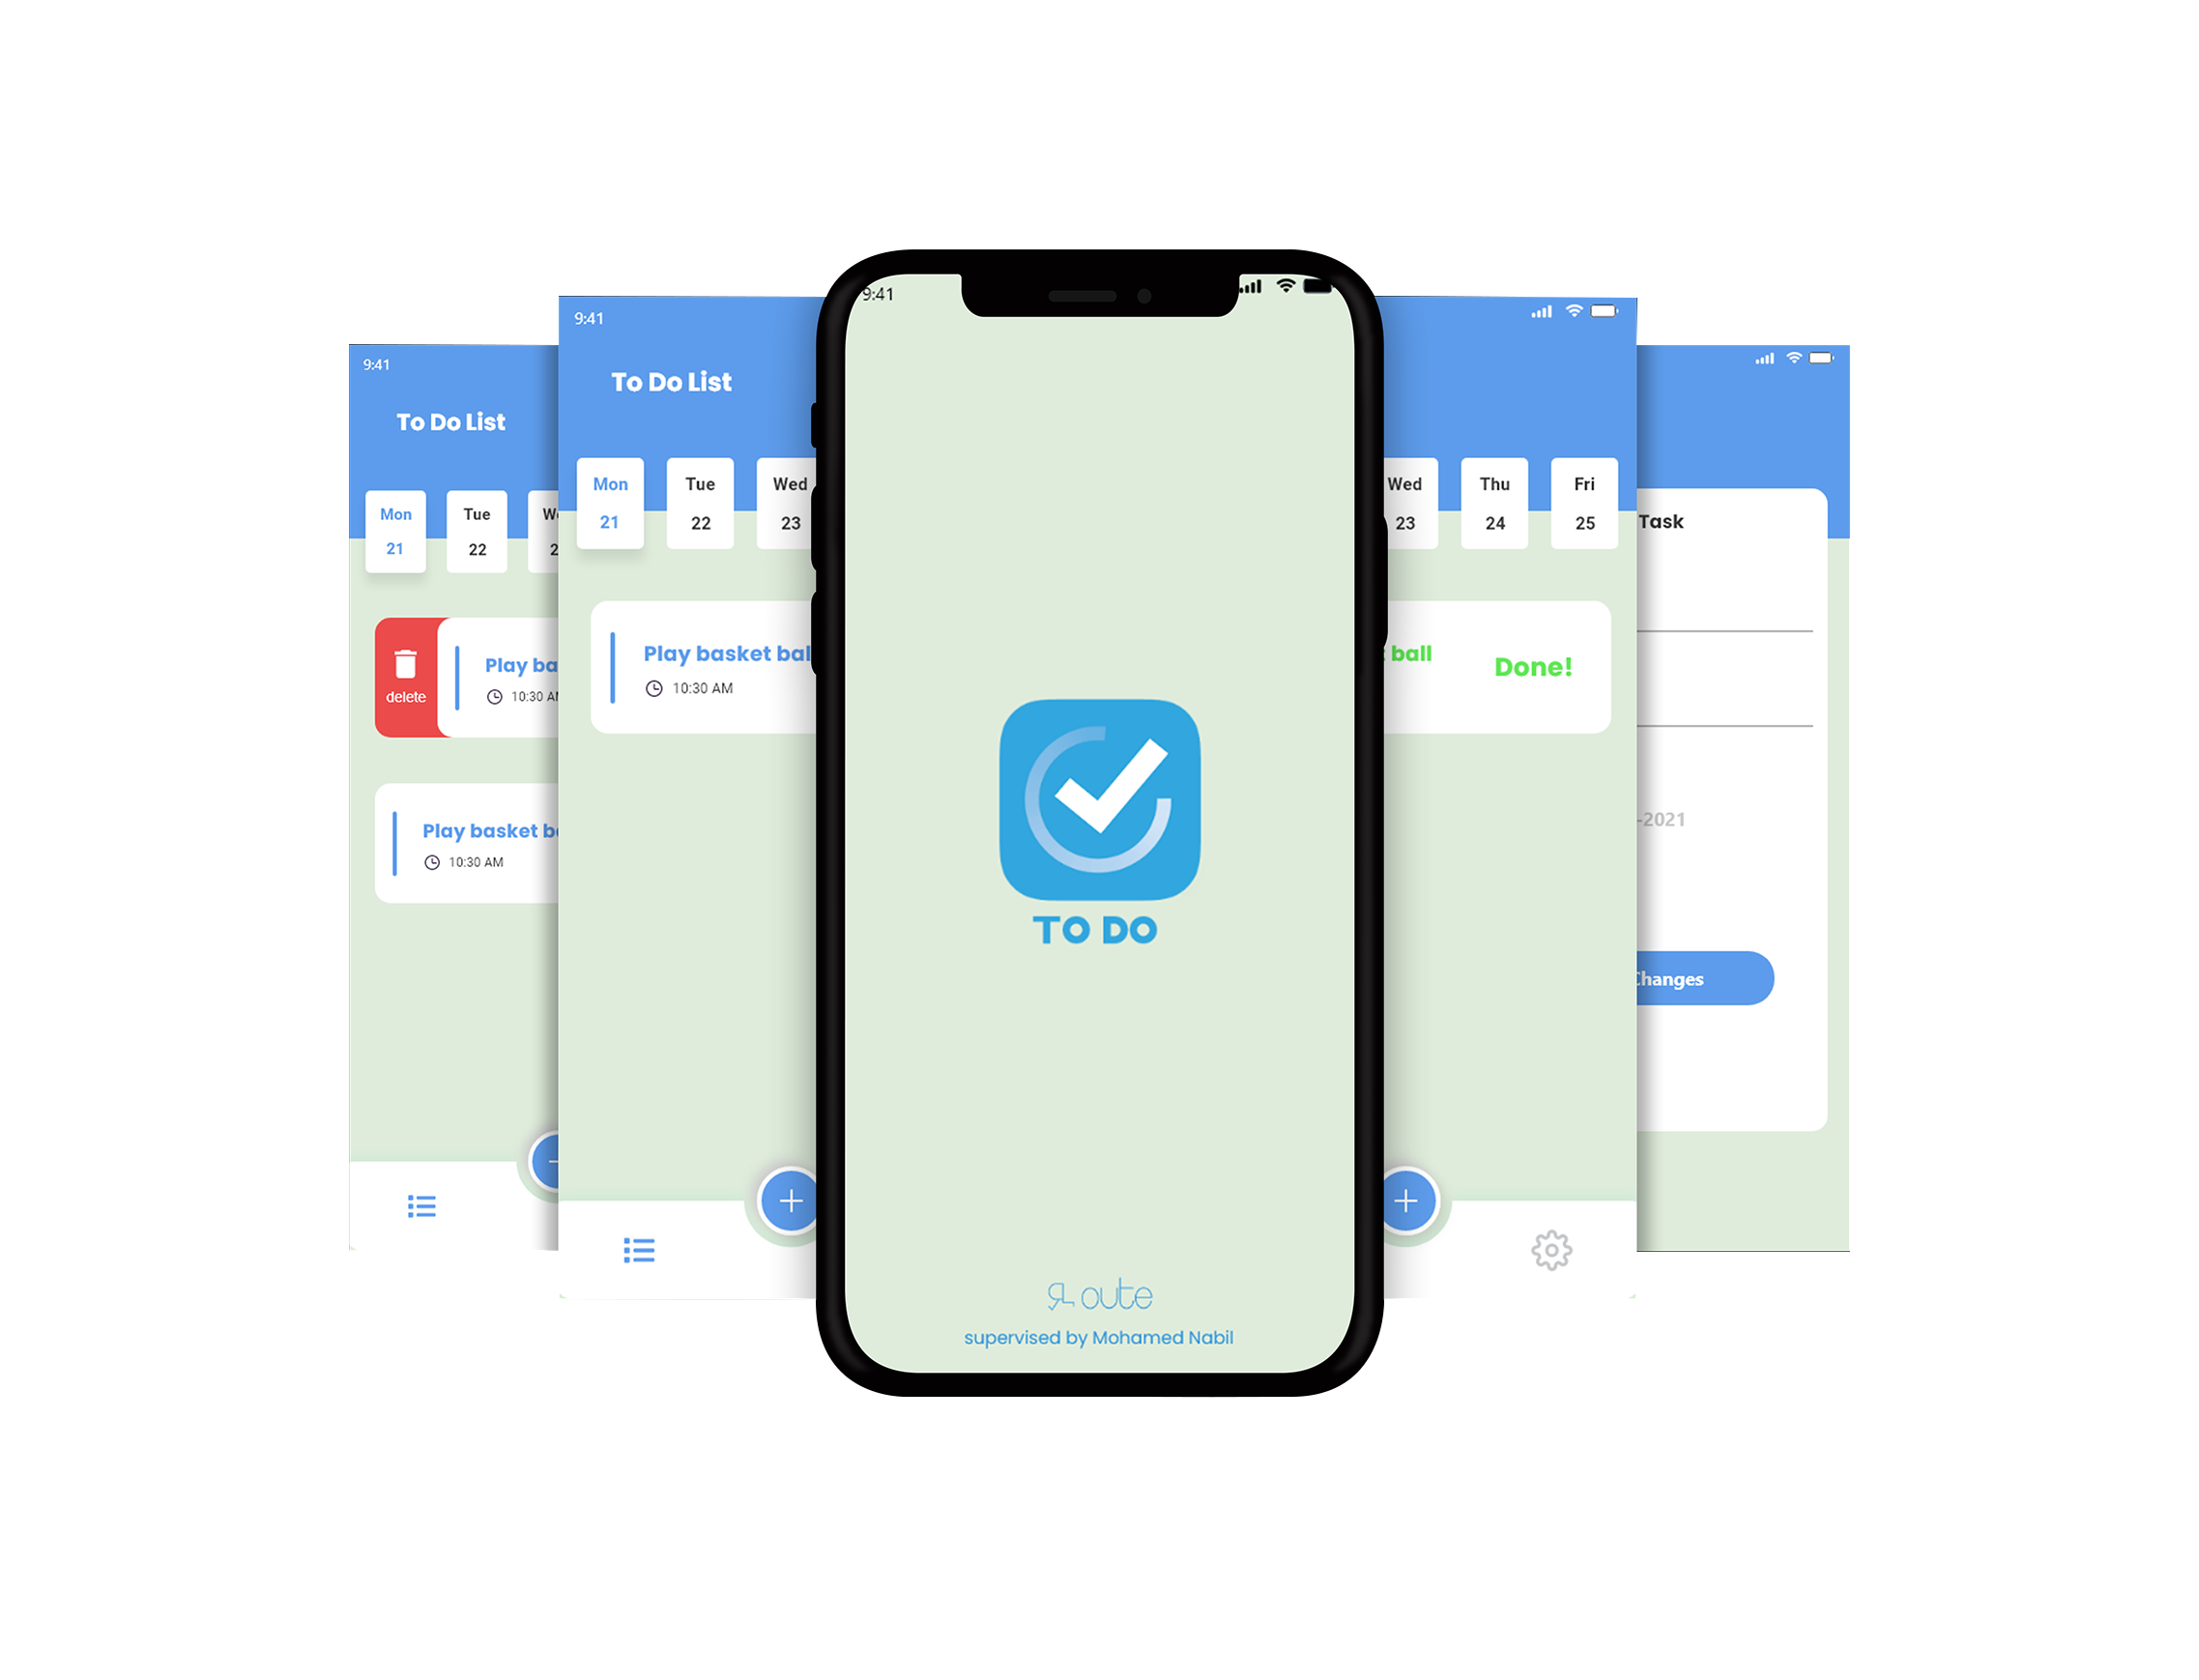 9:41
To Do List
Mon
21
Tue
22
delete
Play ba
10:30 A
Play basket b
10:30 AM
9:41
To Do List
Mon
21
Tue
22
Wed
23
Play basket bal
10:30 AM
9:41
TO DO
Route
supervised by Mohamed Nabil
Wed
23
Thu
24
Fri
25
ball
Done!
Task
-2021
Changes